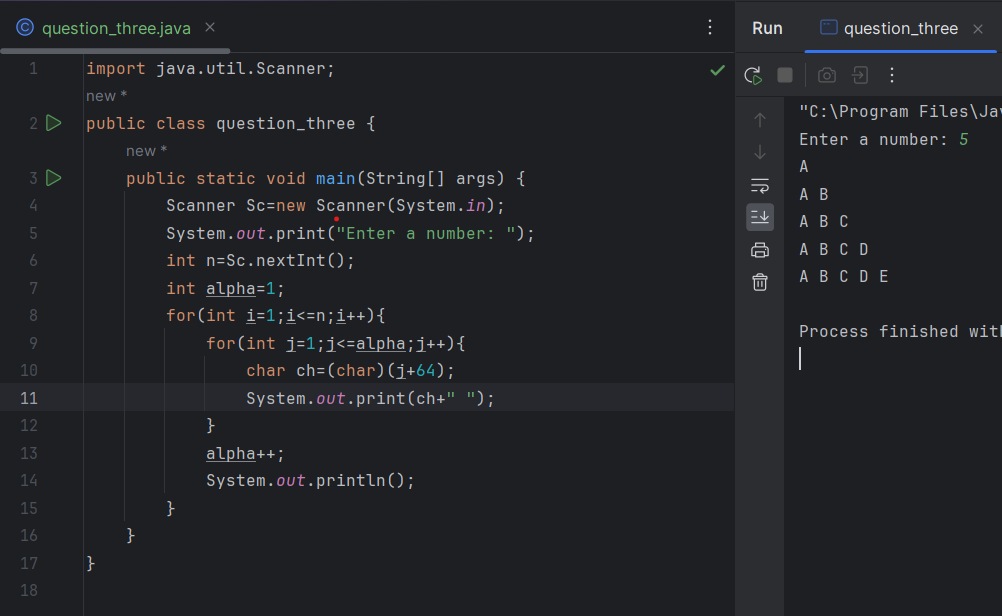 question_three.java
1 import java.util.Scanner;
new *
2 public class question_three {
new *
3 public static void main(String[] args) {
4 Scanner Sc=new Scanner(System.in);
5 System.out.print("Enter a number: ");
6 int n=Sc.nextInt();
7 int alpha=1;
8 for(int i=1;i<=n;i++){
9 for(int j=1;j<=alpha;j++){
10 char ch=(char)(j+64);
11 System.out.print(ch+" ");
12 }
13 alpha++;
14 System.out.println();
15 }
16 }
17 }
18
Run question_three
"C:\Program Files\Jav
Enter a number: 5
A
A B
A B C
A B C D
A B C D E
Process finished with